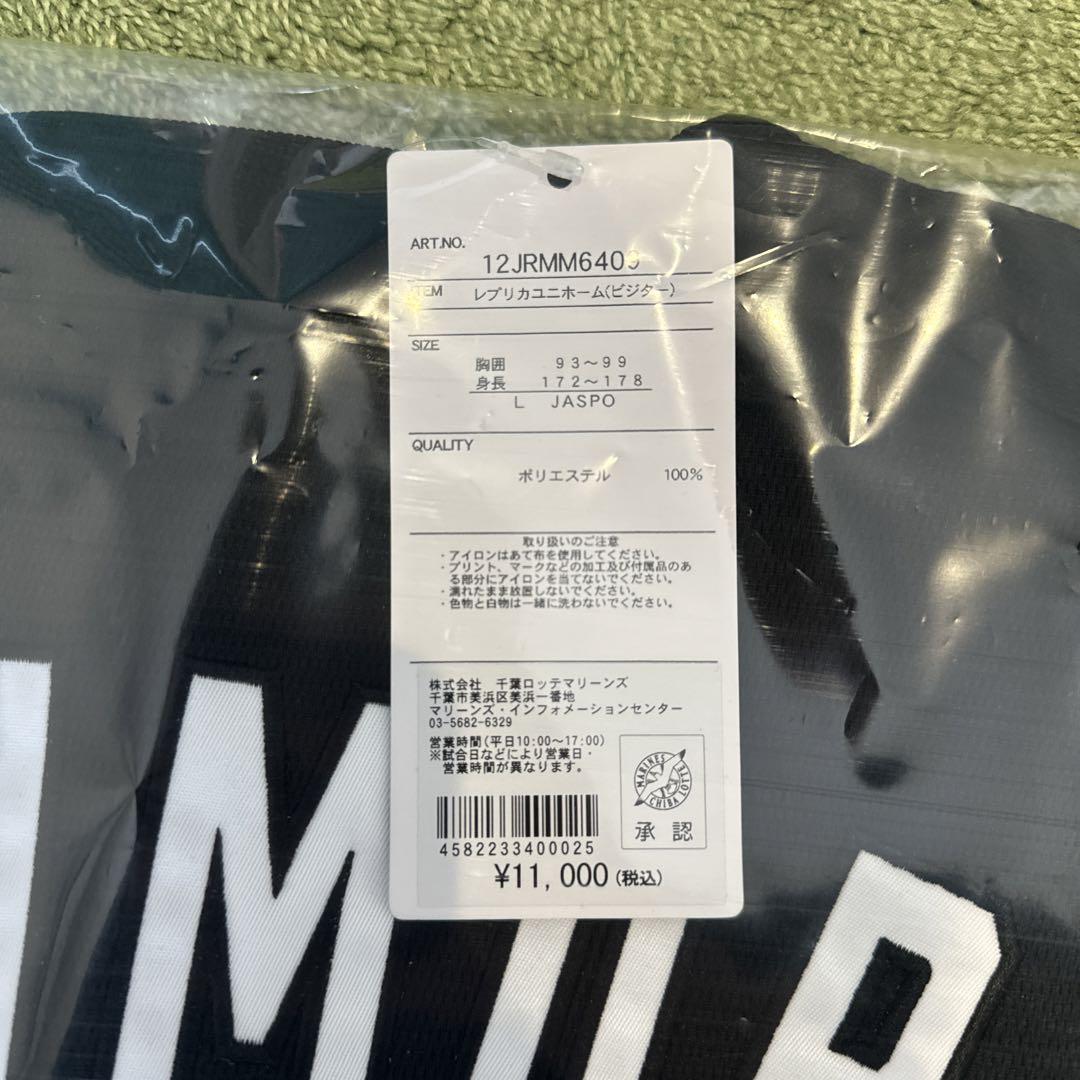 ART.NO.
12JRMM6409
ITEM レプリカユニホーム(ビジター)
SIZE
胸囲 93～99
身長 172～178
L JASPO
QUALITY
ポリエステル 100%
取り扱いのご注意
・アイロンはあて布を使用してください。
・プリント、マークなどの加工及び付属品のあ
る部分にアイロンを当てないでください。
・濡れたまま放置しないでください。
・色物と白物は一緒に洗わないでください。
株式会社 千葉ロッテマリーンズ
千葉市美浜区美浜一番地
マリーンズ・インフォメーションセンター
03-5682-6329
営業時間(平日10:00～17:00)
※試合日などにより営業日・
営業時間が異なります。
MARINES
CHIBA LOTTE
承認
4582233400025
¥11,000(税込)